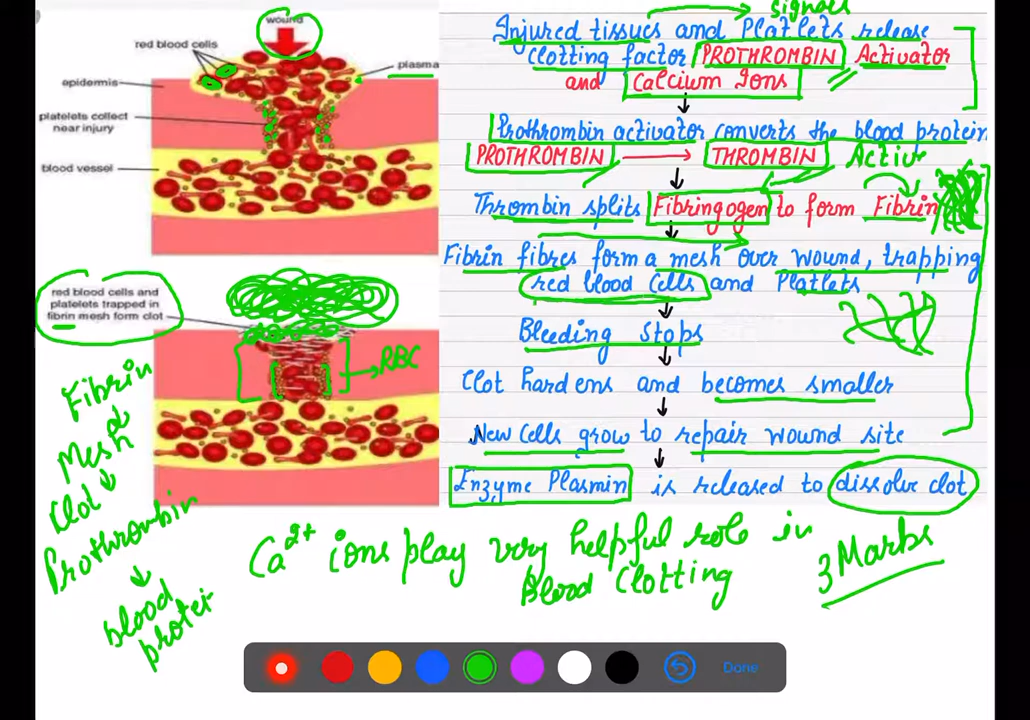 wound
red blood cells
plasma
epidermis
platelets collect
near injury
blood vessel
red blood cells and
platelets trapped in
fibrin mesh form clot
RBC
Fibrin
Mesh
Clot
Prothrombin
blood
protein
signals
Injured tissues and Platelets release
clotting factor PROTHROMBIN Activator
and Calcium Ions
Prothrombin activator converts the blood protein
PROTHROMBIN → THROMBIN Active
Thrombin splits Fibringogen to form Fibrin
Fibrin fibres form a mesh over wound, trapping
red blood Cells and Platlets
Bleeding Stops
Clot hardens and becomes smaller
New Cells grow to repair wound site
Enzyme Plasmin is released to dissolve clot
Ca2+ ions play very helpful role in
Blood Clotting
3 Marks
Done